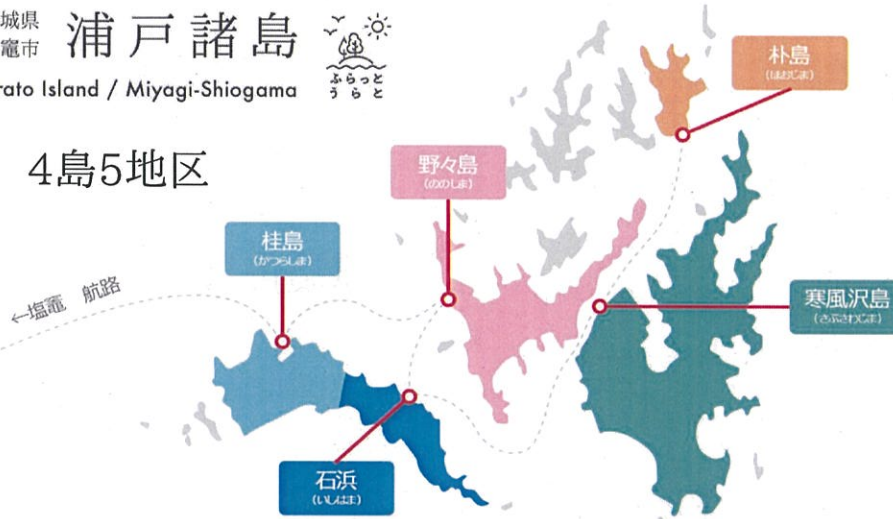 城県
竈市
浦戸諸島
ふらっと
うらと
rato Island / Miyagi-Shiogama
4島5地区
朴島
(ほおじま)
野々島
(ののしま)
桂島
(かつらしま)
←塩竈 航路
寒風沢島
(さぶさわじま)
石浜
(いしはま)